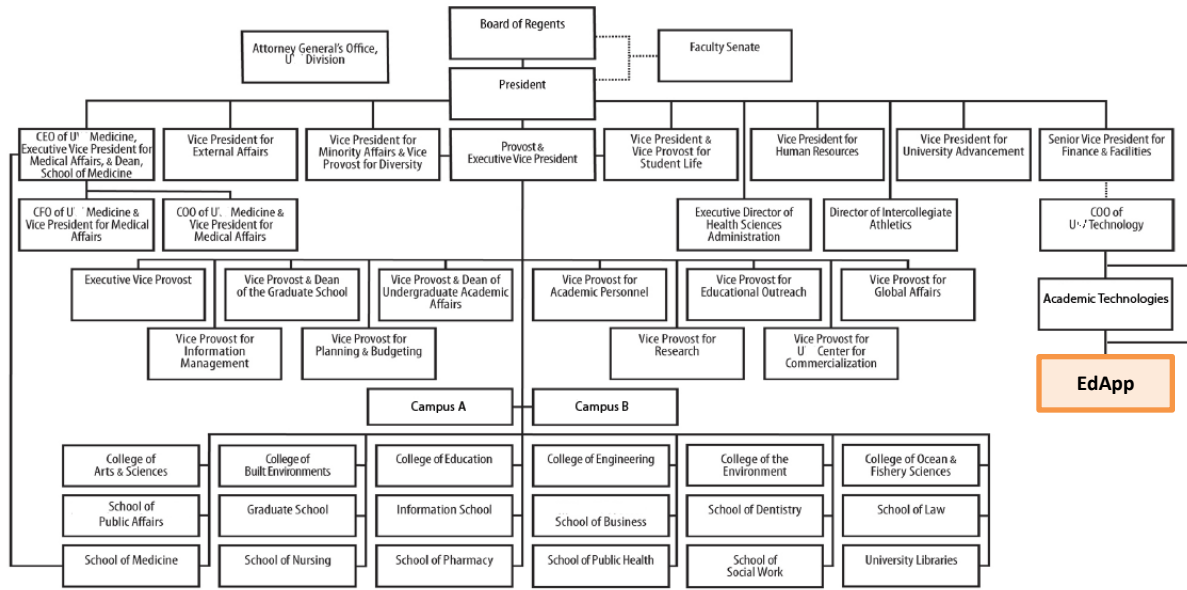 Board of Regents
Attorney General's Office,
U Division
Faculty Senate
President
CEO of U Medicine,
Executive Vice President for
Medical Affairs, & Dean,
School of Medicine
Vice President for
External Affairs
Vice President for
Minority Affairs & Vice
Provost for Diversity
Provost &
Executive Vice President
Vice President &
Vice Provost for
Student Life
Vice President for
Human Resources
Vice President for
University Advancement
Senior Vice President for
Finance & Facilities
CFO of U Medicine &
Vice President for Medical
Affairs
COO of U Medicine &
Vice President for
Medical Affairs
Executive Director of
Health Sciences
Administration
Director of Intercollegiate
Athletics
COO of
U Technology
Executive Vice Provost
Vice Provost & Dean
of the Graduate School
Vice Provost & Dean of
Undergraduate Academic
Affairs
Vice Provost for
Academic Personnel
Vice Provost for
Educational Outreach
Vice Provost for
Global Affairs
Academic Technologies
Vice Provost for
Information
Management
Vice Provost for
Planning & Budgeting
Vice Provost for
Research
Vice Provost for
U Center for
Commercialization
EdApp
Campus A
Campus B
College of
Arts & Sciences
College of
Built Environments
College of Education
College of Engineering
College of the
Environment
College of Ocean &
Fishery Sciences
School of
Public Affairs
Graduate School
Information School
School of Business
School of Dentistry
School of Law
School of Medicine
School of Nursing
School of Pharmacy
School of Public Health
School of
Social Work
University Libraries